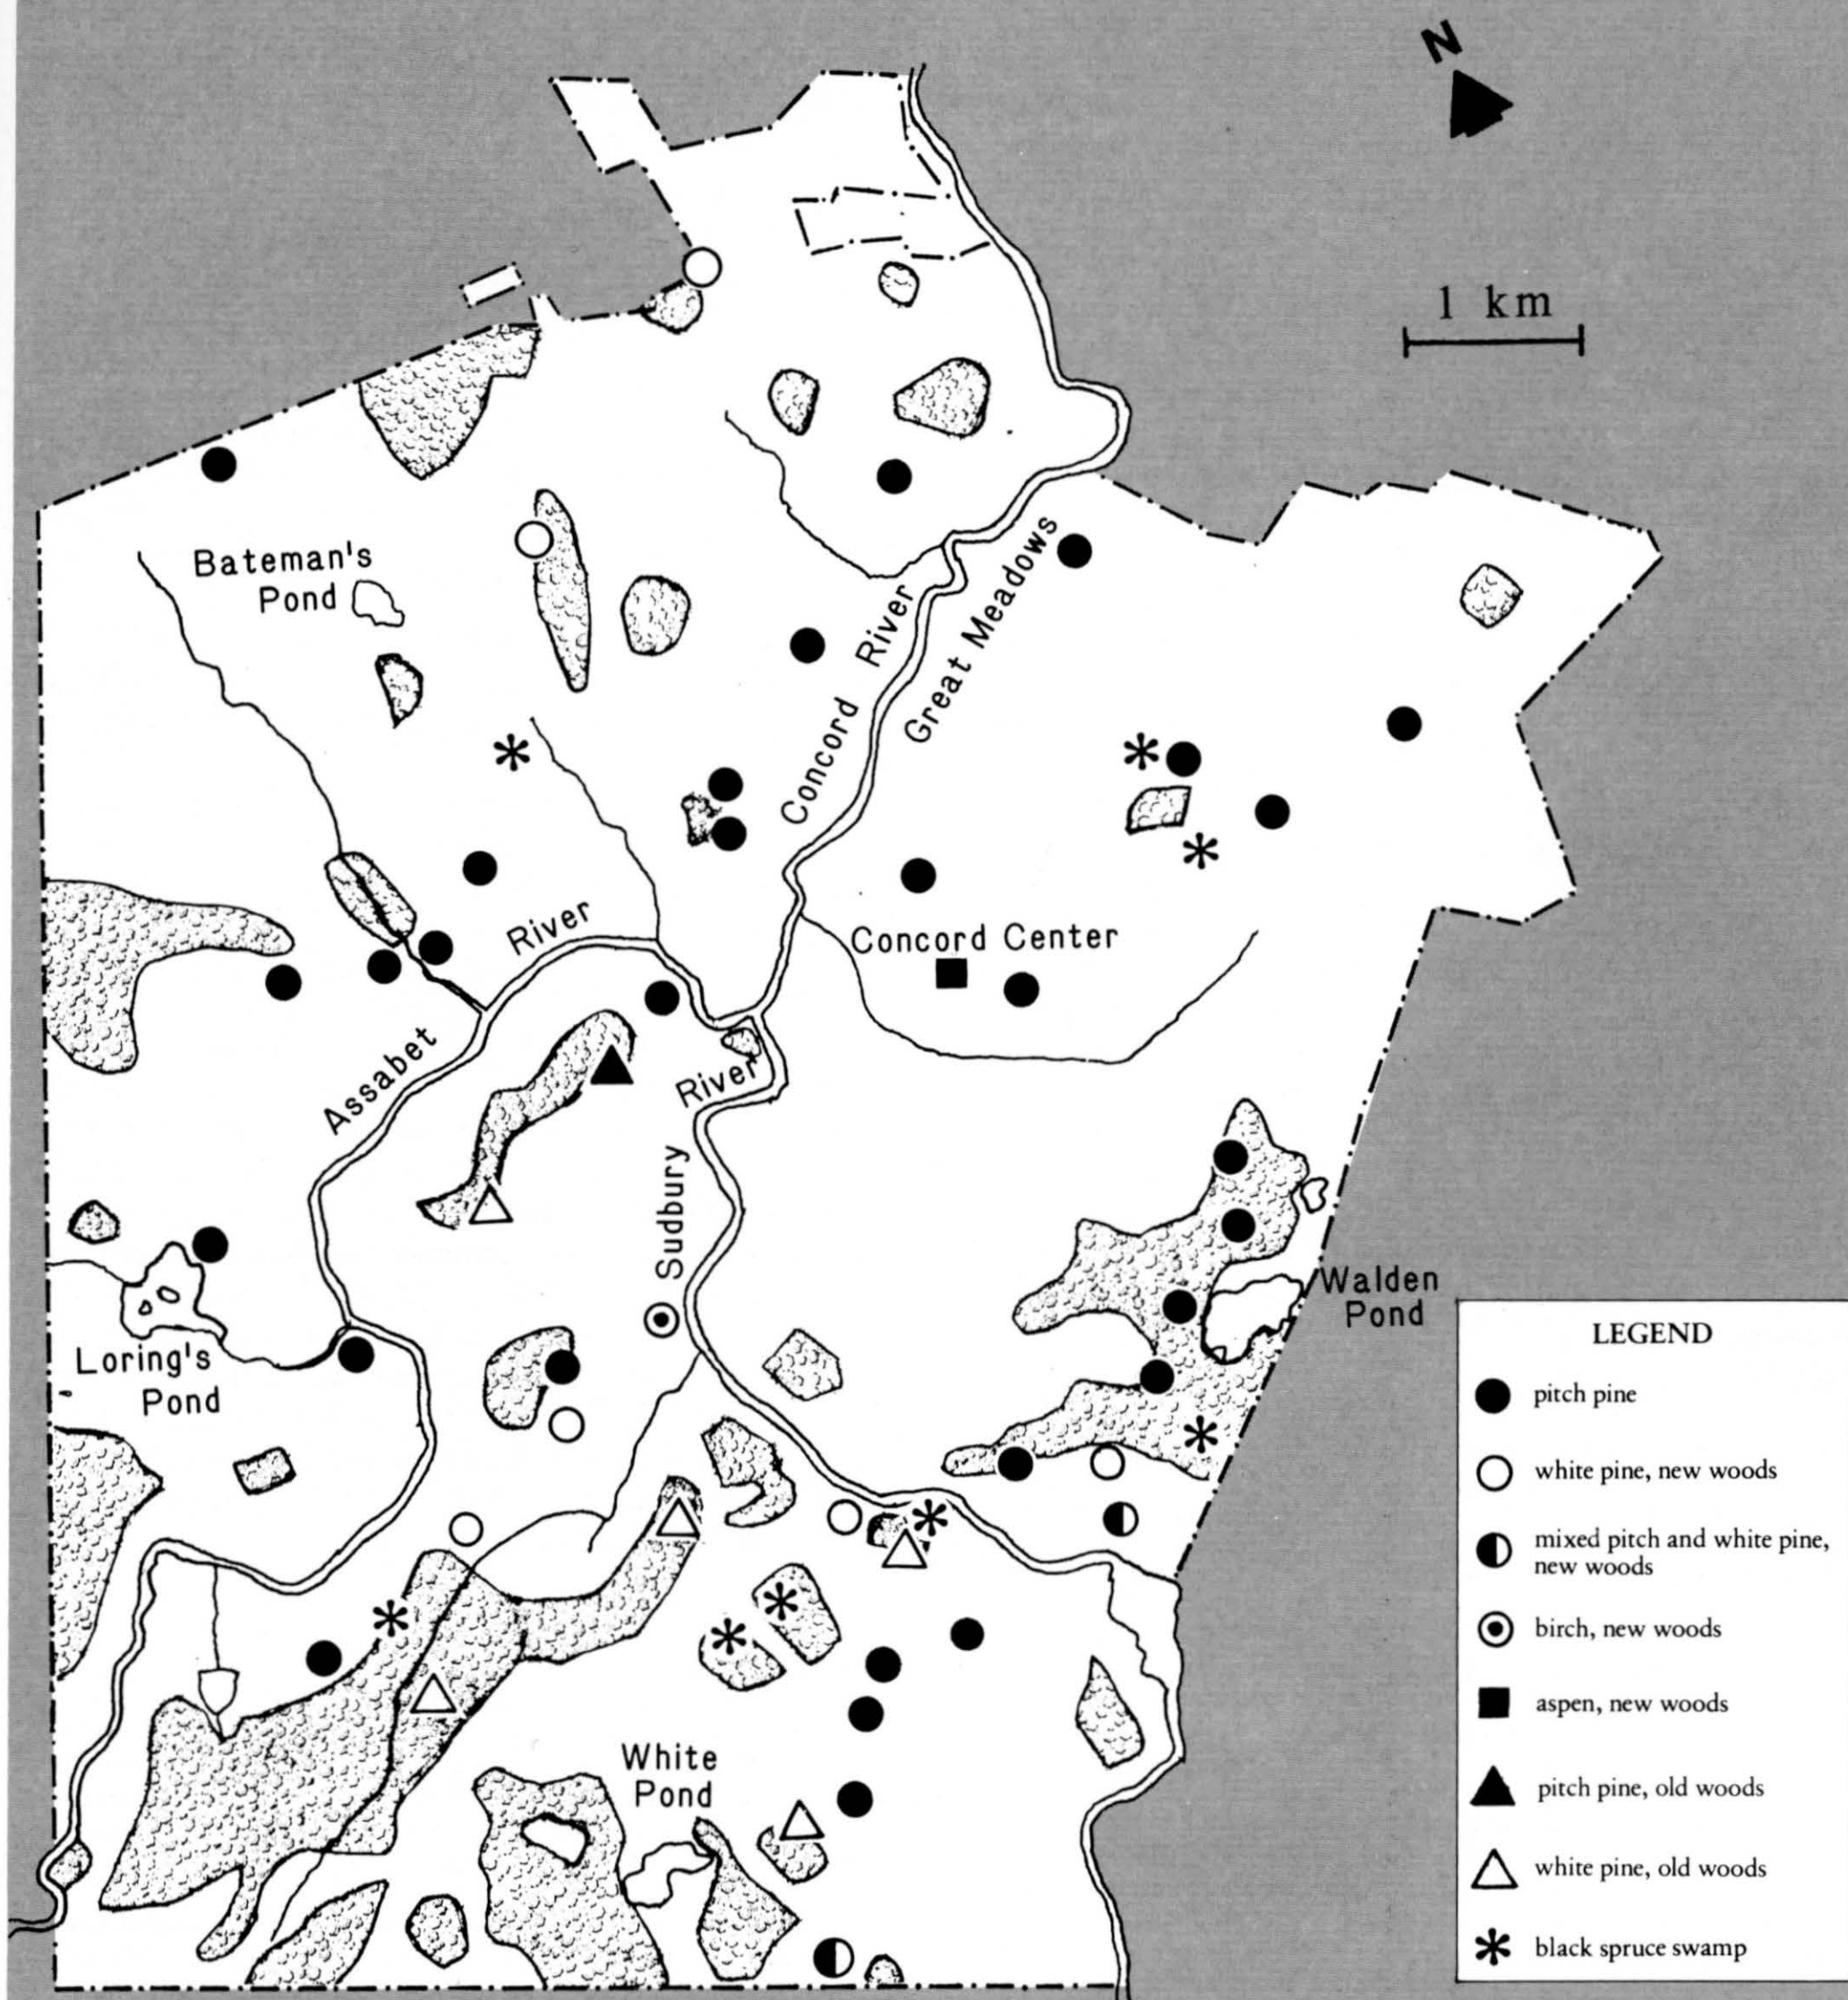 N
1 km
Bateman's
Pond
Concord River
Great Meadows
Assabet River
Concord Center
Sudbury River
Walden
Pond
Loring's
Pond
White
Pond
LEGEND
pitch pine
white pine, new woods
mixed pitch and white pine,
new woods
birch, new woods
aspen, new woods
pitch pine, old woods
white pine, old woods
black spruce swamp